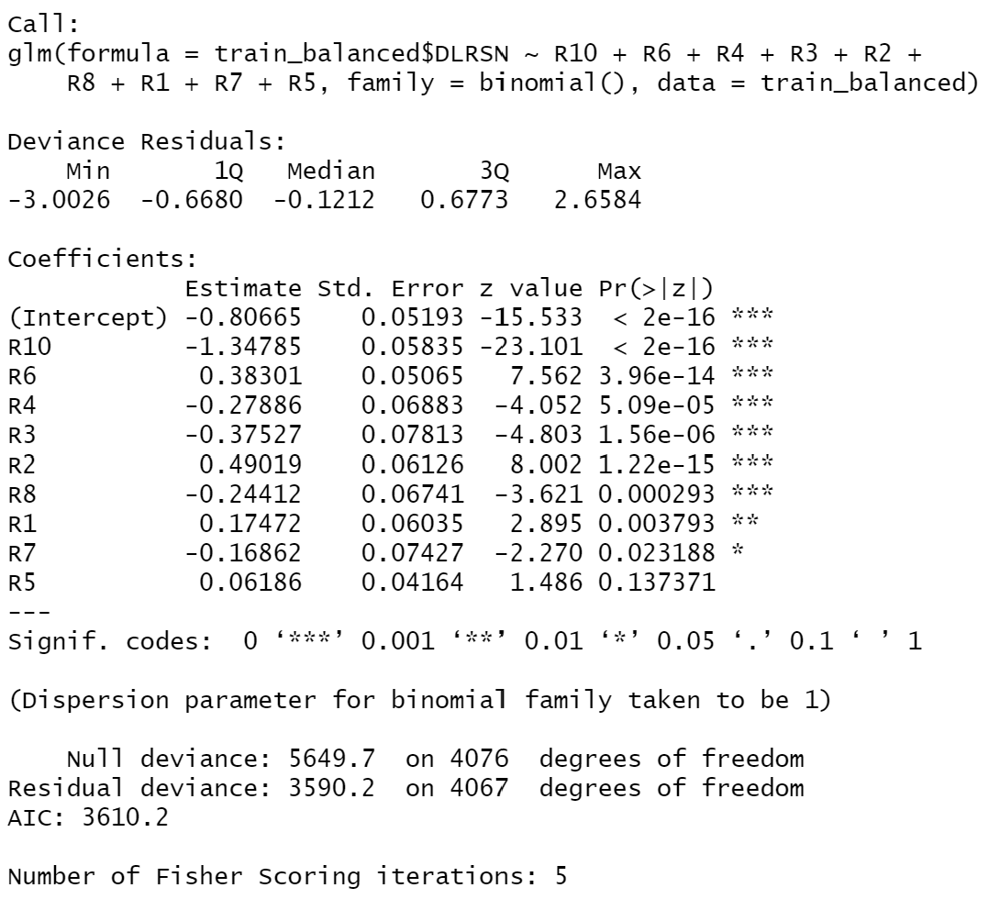 Call:
glm(formula = train_balanced$DLRSN ~ R10 + R6 + R4 + R3 + R2 +
    R8 + R1 + R7 + R5, family = binomial(), data = train_balanced)

Deviance Residuals:
    Min       1Q   Median       3Q      Max
-3.0026  -0.6680  -0.1212   0.6773   2.6584

Coefficients:
            Estimate Std. Error z value Pr(>|z|)
(Intercept) -0.80665    0.05193 -15.533  < 2e-16 ***
R10         -1.34785    0.05835 -23.101  < 2e-16 ***
R6           0.38301    0.05065   7.562 3.96e-14 ***
R4          -0.27886    0.06883  -4.052 5.09e-05 ***
R3          -0.37527    0.07813  -4.803 1.56e-06 ***
R2           0.49019    0.06126   8.002 1.22e-15 ***
R8          -0.24412    0.06741  -3.621 0.000293 ***
R1           0.17472    0.06035   2.895 0.003793 **
R7          -0.16862    0.07427  -2.270 0.023188 *
R5           0.06186    0.04164   1.486 0.137371
---
Signif. codes:  0 ‘***’ 0.001 ‘**’ 0.01 ‘*’ 0.05 ‘.’ 0.1 ‘ ’ 1

(Dispersion parameter for binomial family taken to be 1)

    Null deviance: 5649.7  on 4076  degrees of freedom
Residual deviance: 3590.2  on 4067  degrees of freedom
AIC: 3610.2

Number of Fisher Scoring iterations: 5